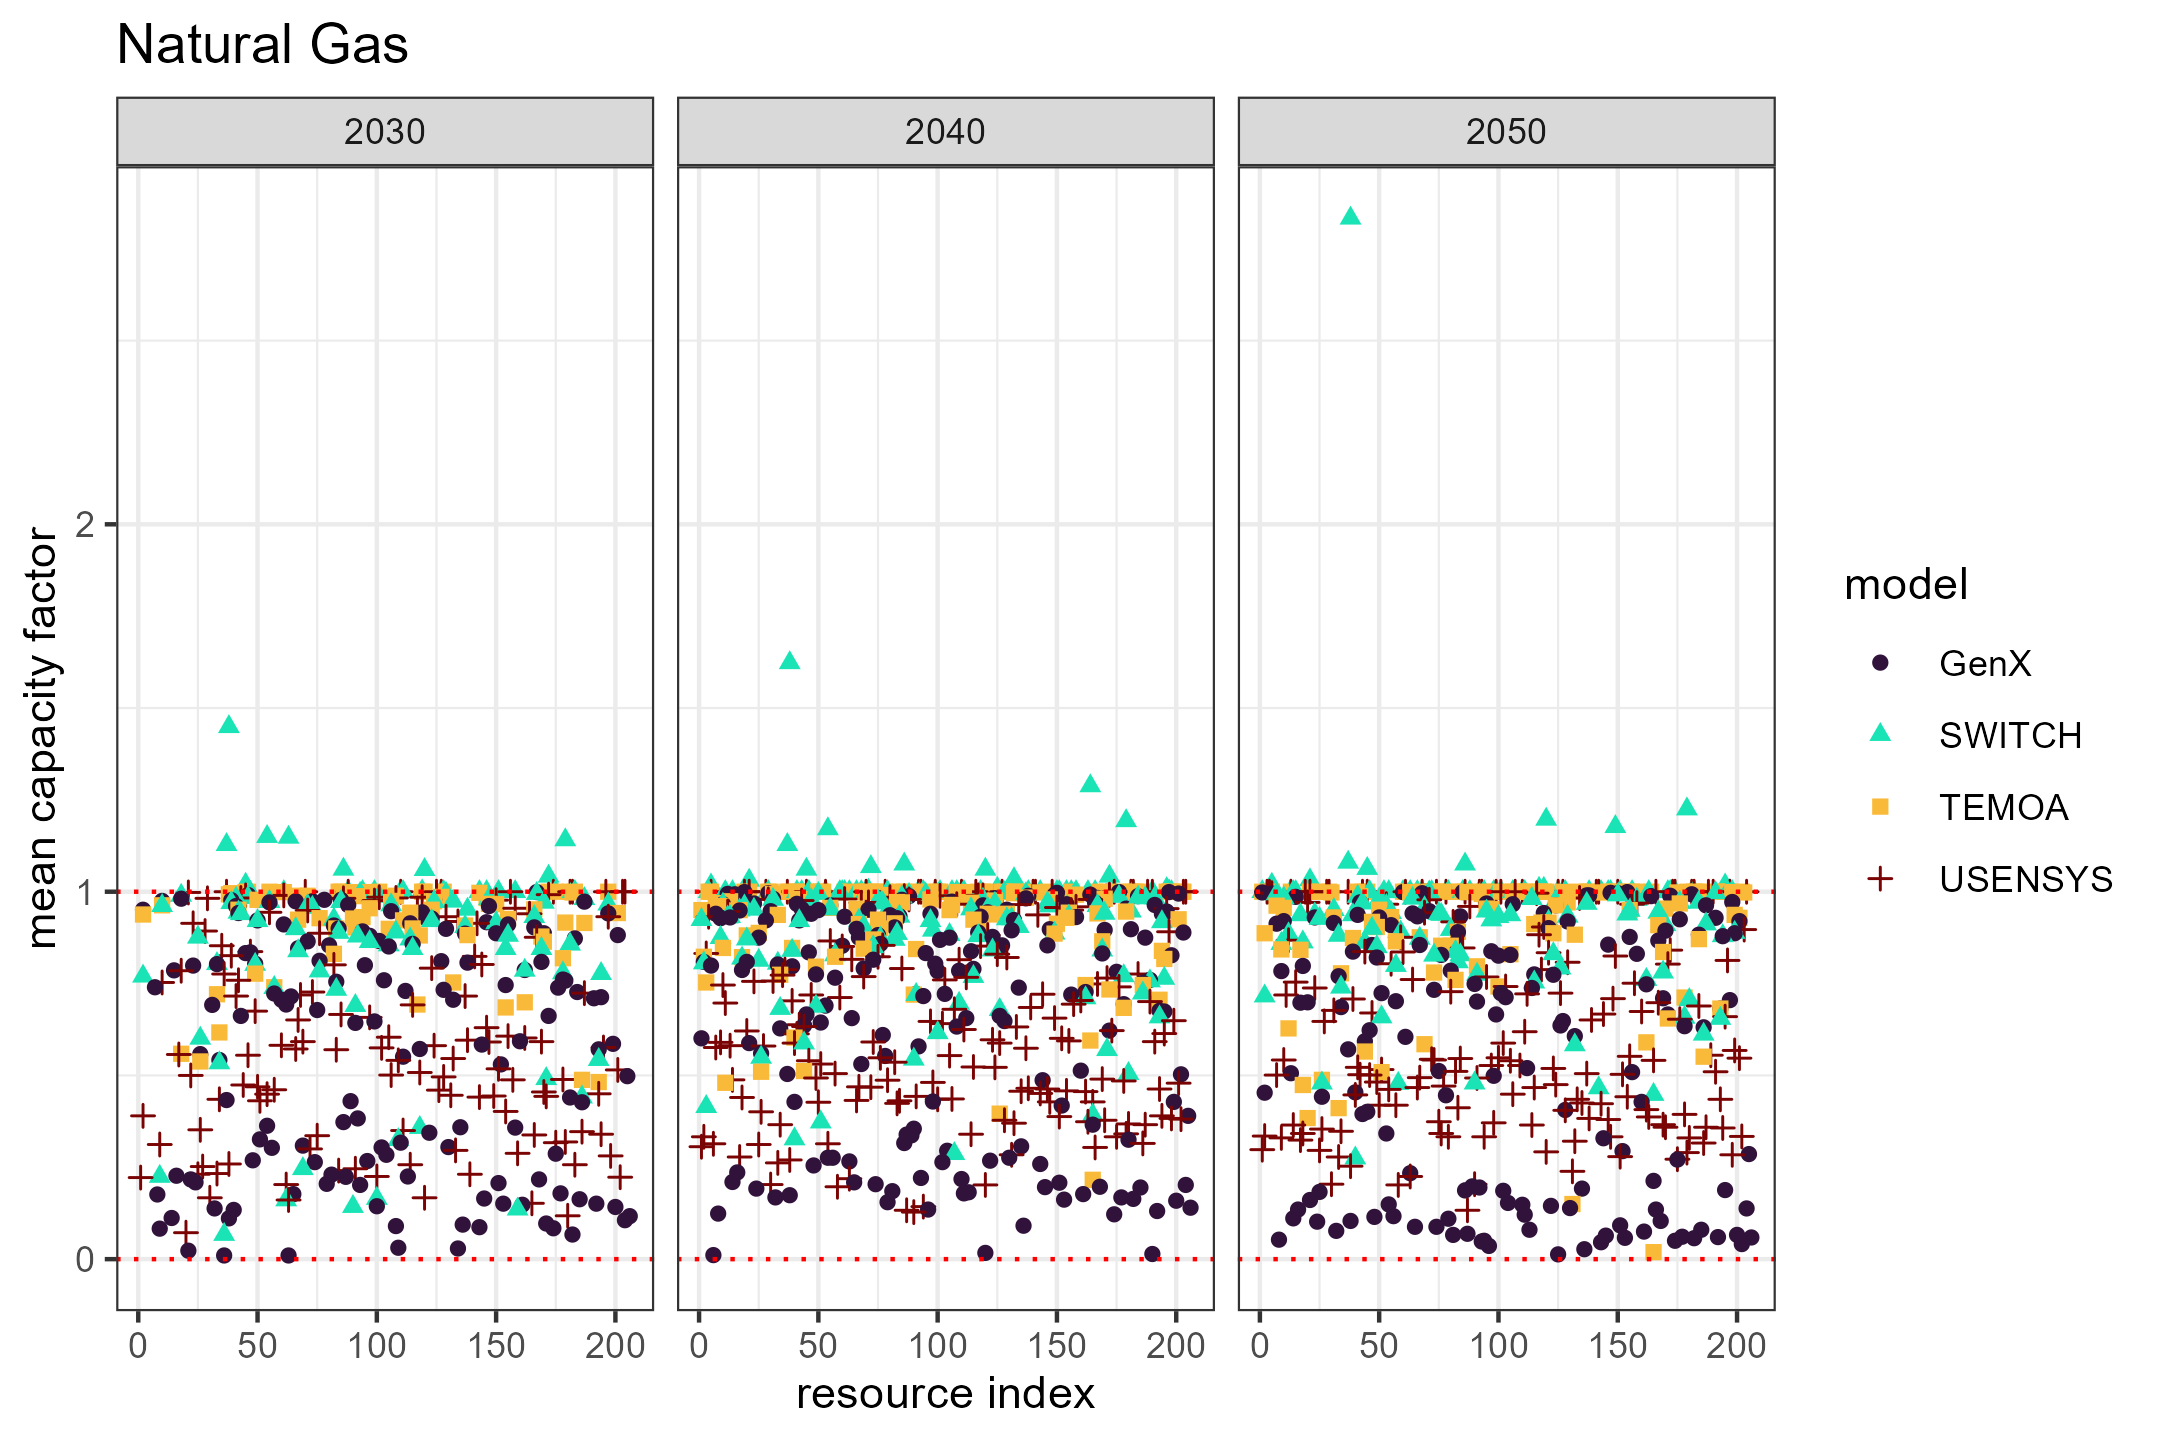 Natural Gas
2030
2040
2050
mean capacity factor
2
1
0
0 50 100 150 200
0 50 100 150 200
0 50 100 150 200
resource index
model
GenX
SWITCH
TEMOA
USENSYS